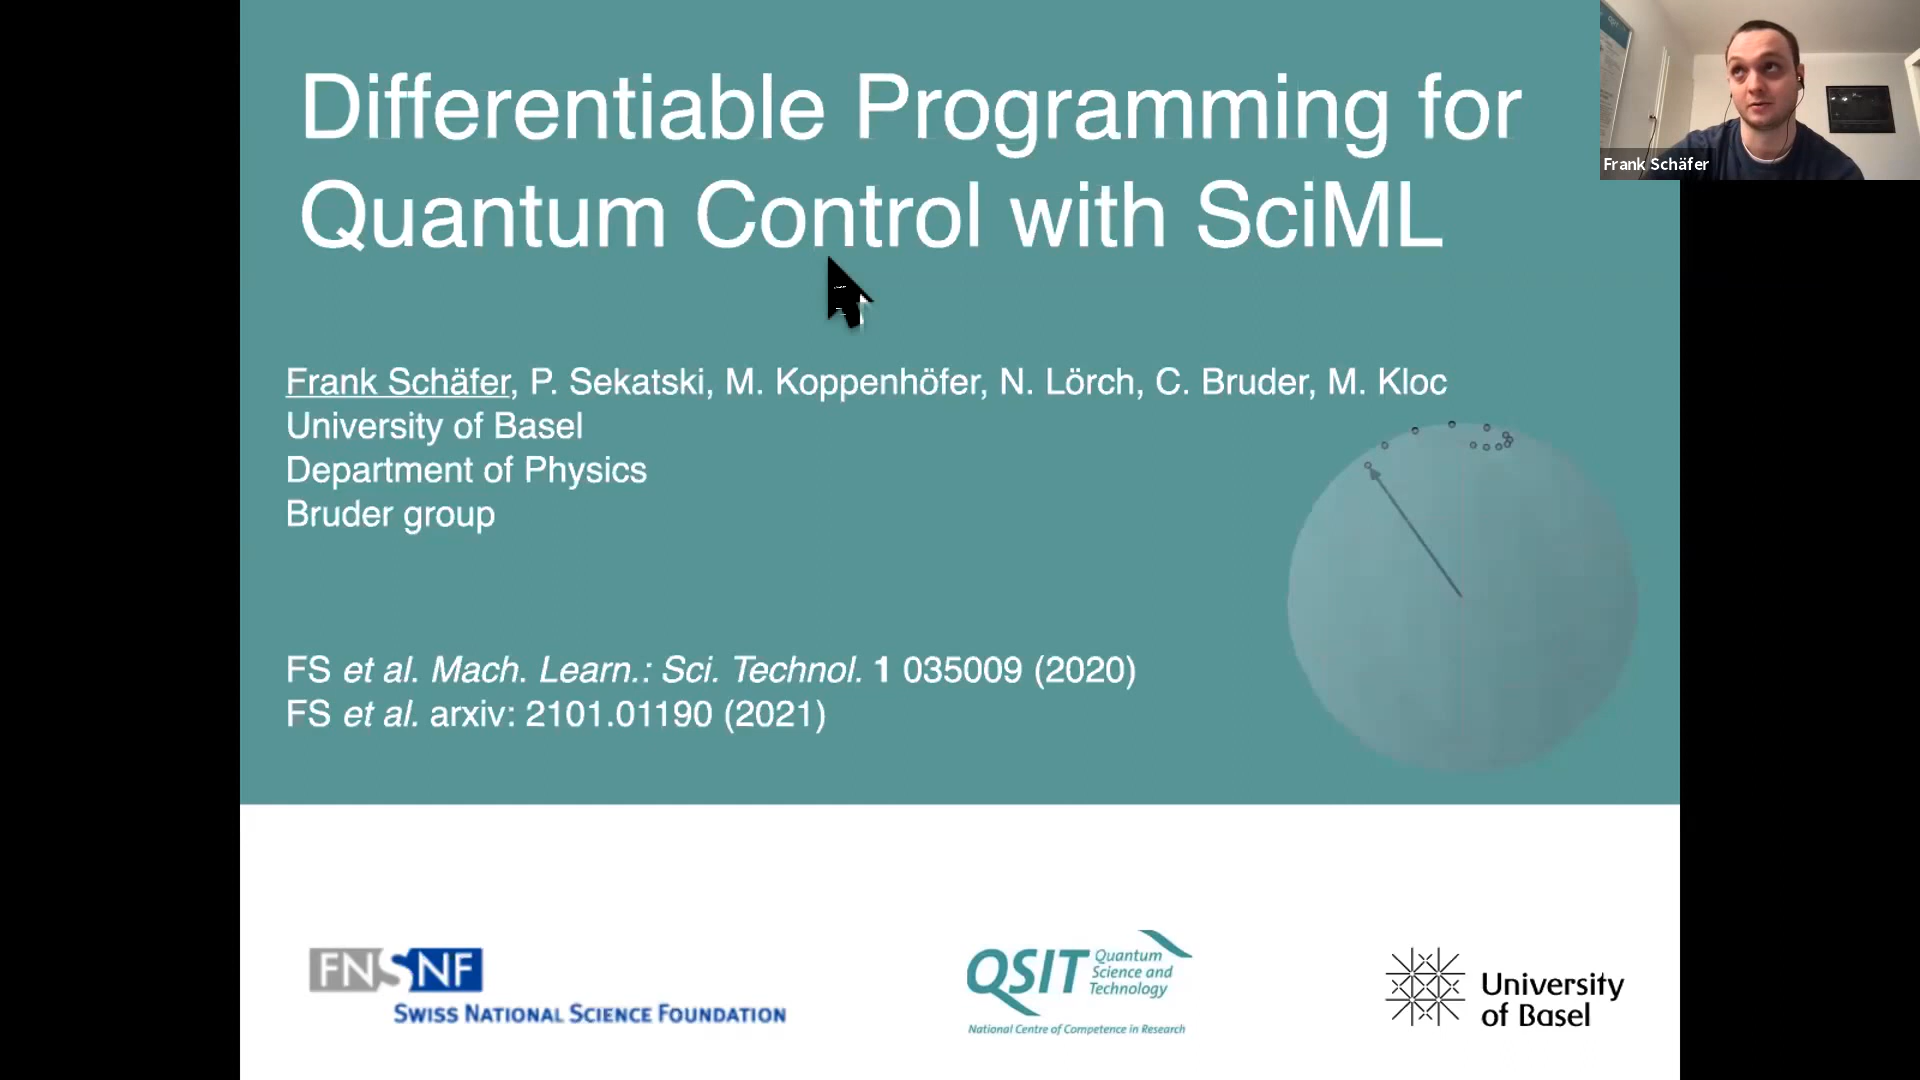 Differentiable Programming for
Quantum Control with SciML
Frank Schäfer
Frank Schäfer, P. Sekatski, M. Koppenhöfer, N. Lörch, C. Bruder, M. Kloc
University of Basel
Department of Physics
Bruder group
FS et al. Mach. Learn.: Sci. Technol. 1 035009 (2020)
FS et al. arxiv: 2101.01190 (2021)
FNSNF
SWISS NATIONAL SCIENCE FOUNDATION
QSIT Quantum
Science and
Technology
National Centre of Competence in Research
University
of Basel